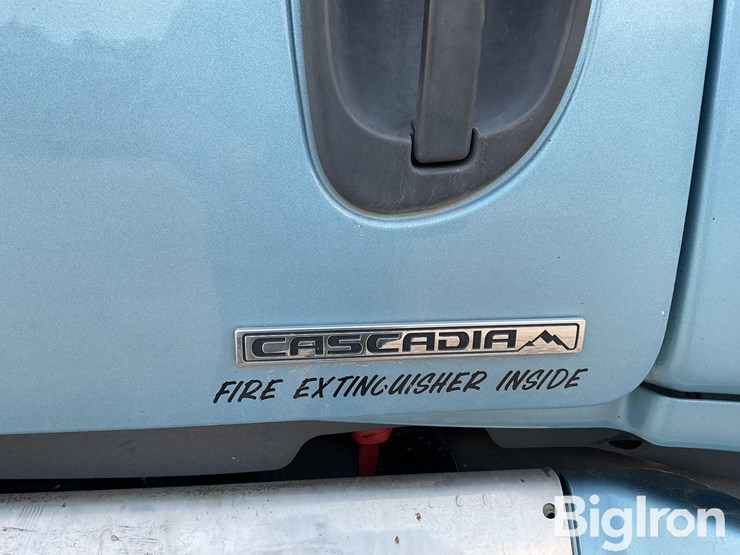 CASCADIA
FIRE EXTINGUISHER INSIDE
BigIron